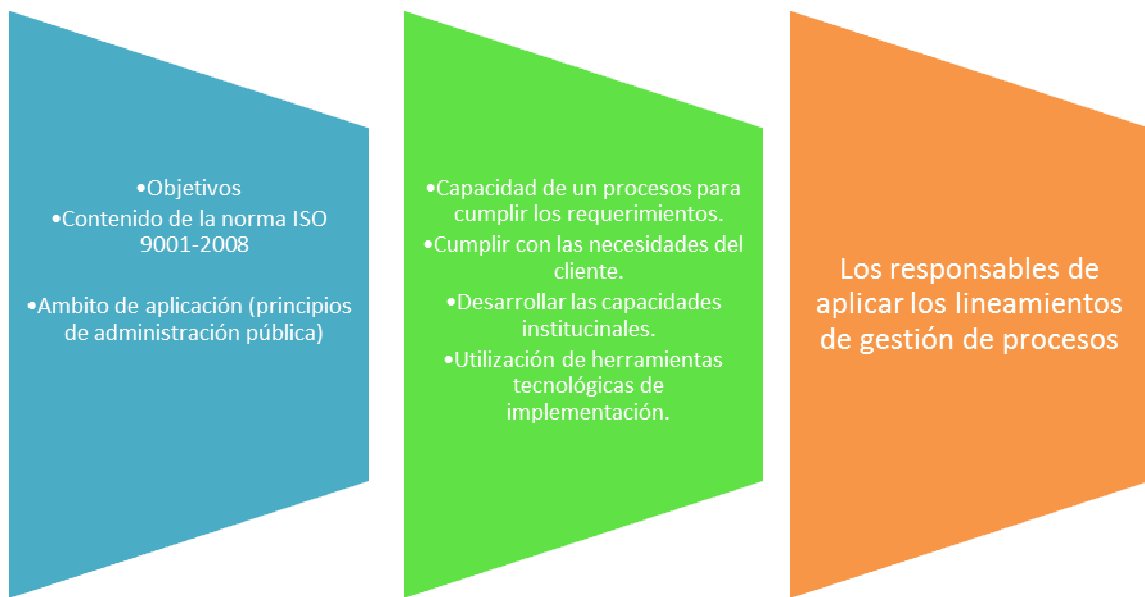 •Objetivos
•Contenido de la norma ISO
9001-2008
•Ambito de aplicación (principios
de administración pública)
•Capacidad de un procesos para
cumplir los requerimientos.
•Cumplir con las necesidades del
cliente.
•Desarrollar las capacidades
institucinales.
•Utilización de herramientas
tecnológicas de
implementación.
Los responsables de
aplicar los lineamientos
de gestión de procesos